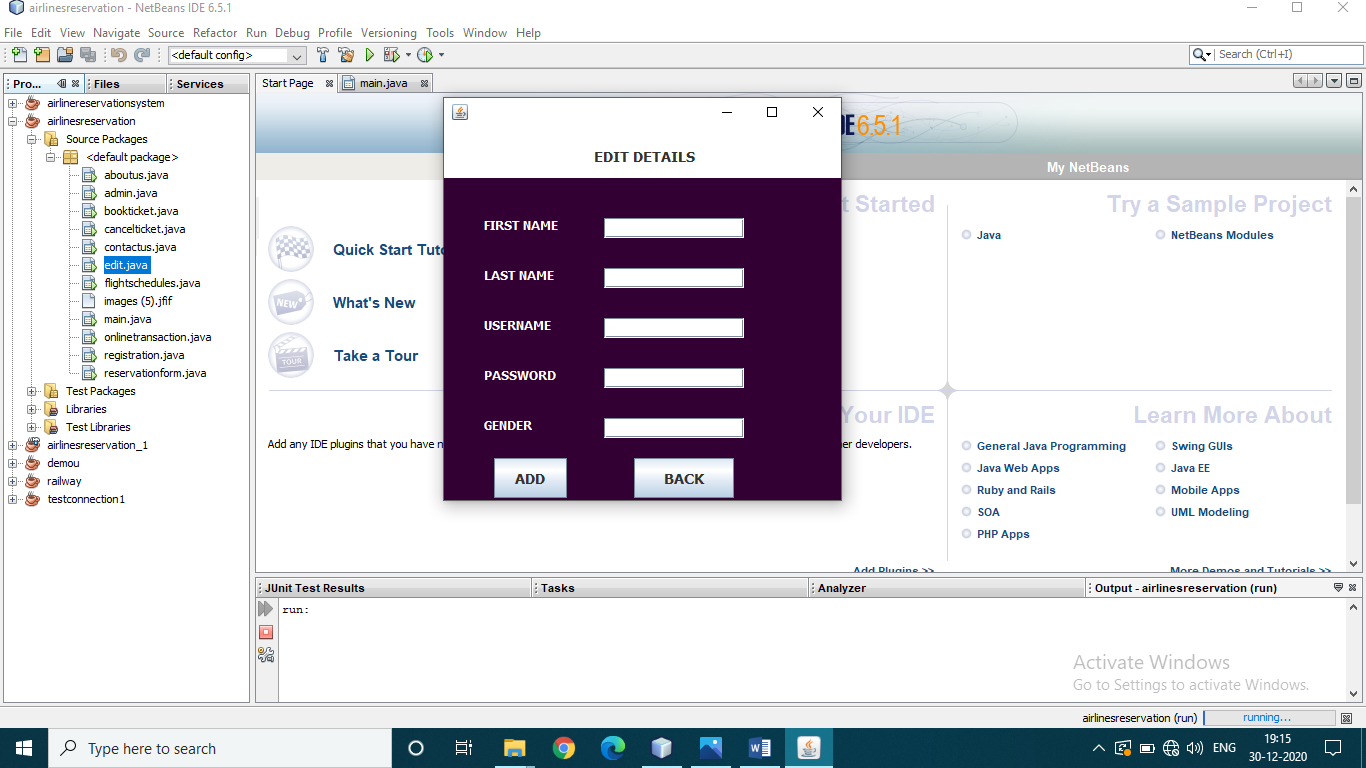 airlinesreservation - NetBeans IDE 6.5.1
File Edit View Navigate Source Refactor Run Debug Profile Versioning Tools Window Help
<default config>
Search (Ctrl+I)
Pro... Files Services
Start Page main.java
airlinereservationsystem
airlinesreservation
Source Packages
<default package>
aboutus.java
admin.java
bookticket.java
cancelticket.java
contactus.java
edit.java
flightschedules.java
images (5).jfif
main.java
onlinetransaction.java
registration.java
reservationform.java
Test Packages
Libraries
Test Libraries
airlinesreservation_1
demou
railway
testconnection1
DE 6.5.1
My NetBeans
EDIT DETAILS
FIRST NAME
LAST NAME
USERNAME
PASSWORD
GENDER
ADD BACK
Quick Start Tuto
What's New
NEW
Take a Tour
TOUR
t Started
Try a Sample Project
Java
NetBeans Modules
Your IDE
Learn More About
Add any IDE plugins that you have n
her developers.
General Java Programming
Java Web Apps
Ruby and Rails
SOA
PHP Apps
Swing GUIs
Java EE
Mobile Apps
UML Modeling
Add Plugins >>
More Demos and Tutorials >>
JUnit Test Results Tasks Analyzer Output - airlinesreservation (run)
run:
Activate Windows
Go to Settings to activate Windows.
airlinesreservation (run) running...
Type here to search
ENG
19:15
30-12-2020